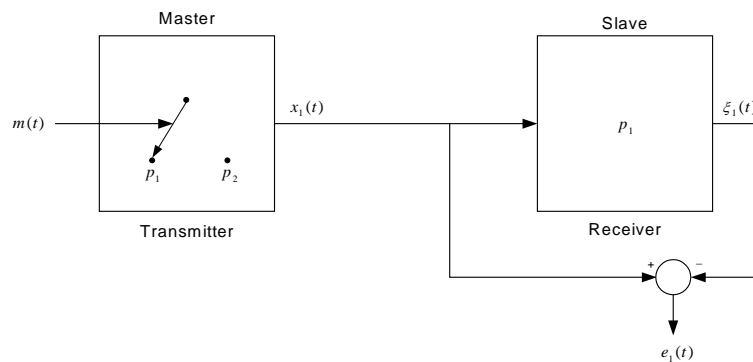 Master
Slave
m(t)
p₁
p₂
x₁(t)
p₁
ξ₁(t)
Transmitter
Receiver
+
−
e₁(t)